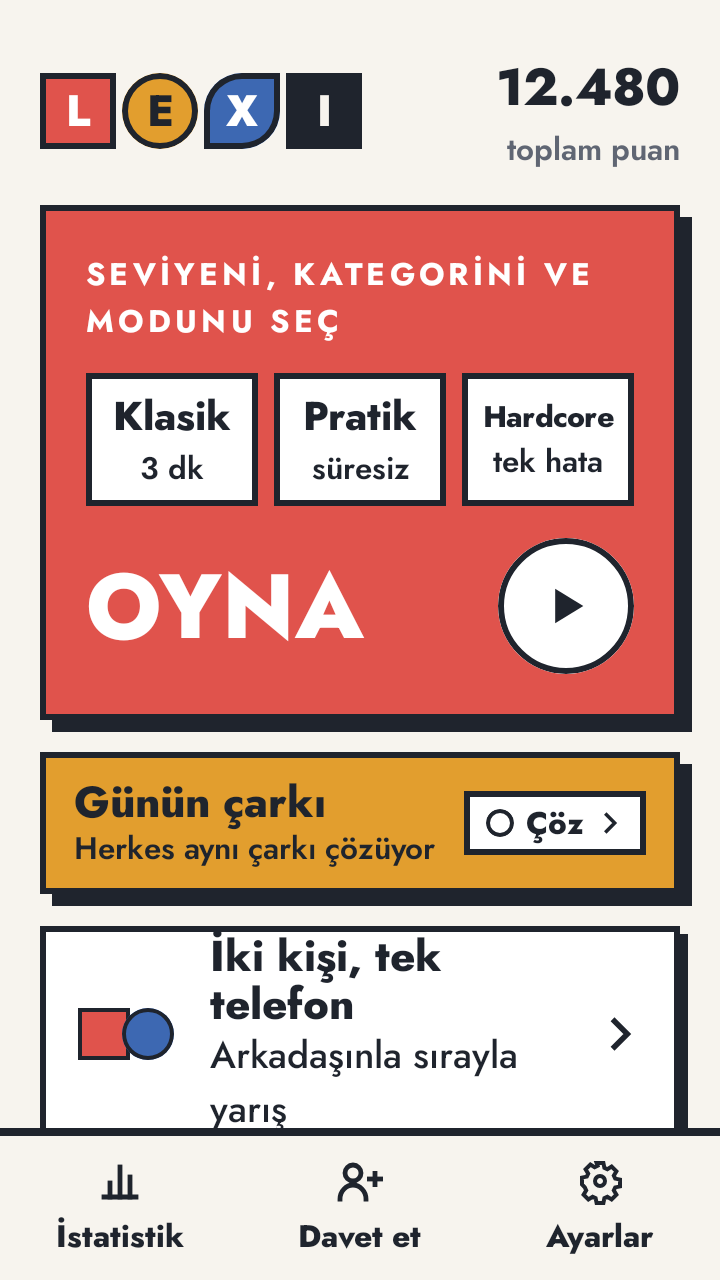 LEXI
12.480
toplam puan
SEVİYENİ, KATEGORİNİ VE
MODUNU SEÇ
Klasik
3 dk
Pratik
süresiz
Hardcore
tek hata
OYNA
Günün çarkı
Herkes aynı çarkı çözüyor
Çöz
İki kişi, tek
telefon
Arkadaşınla sırayla
yarış
İstatistik
Davet et
Ayarlar